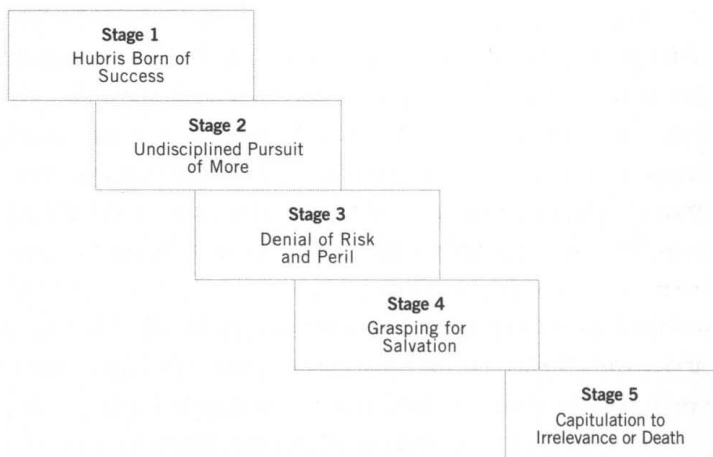 Stage 1
Hubris Born of
Success
Stage 2
Undisciplined Pursuit
of More
Stage 3
Denial of Risk
and Peril
Stage 4
Grasping for
Salvation
Stage 5
Capitulation to
Irrelevance or Death